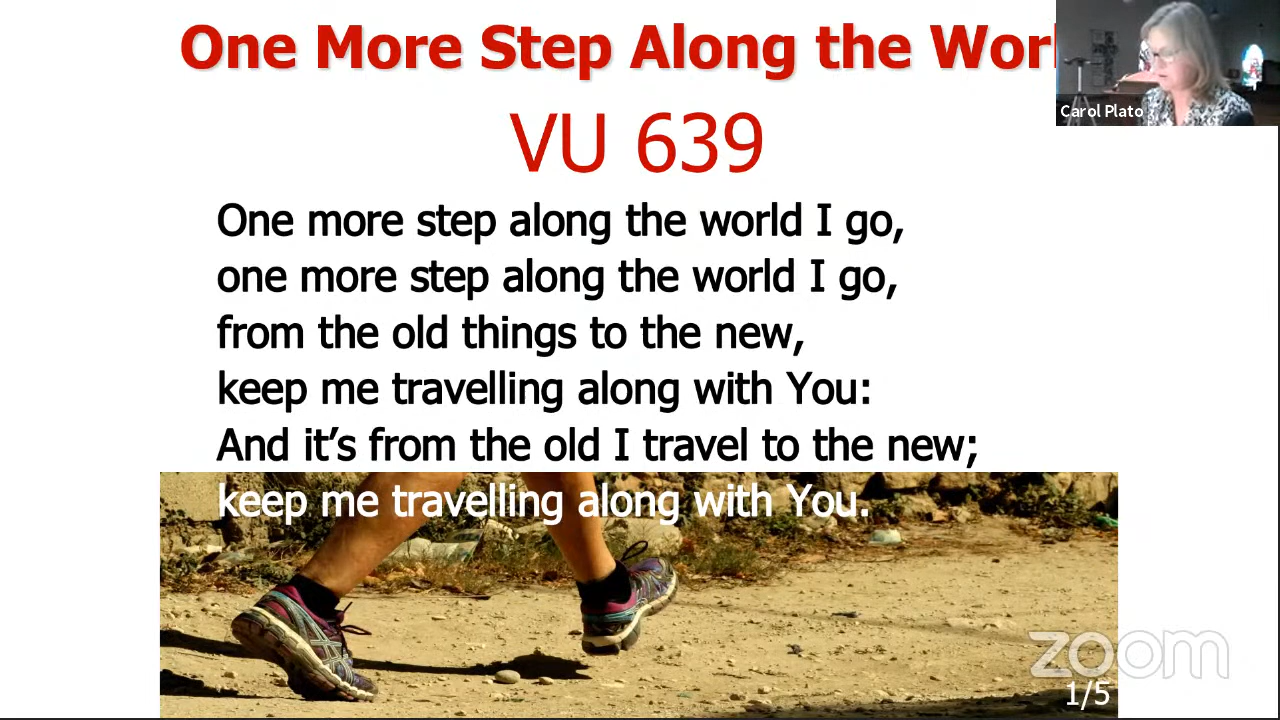 One More Step Along the Worl
Carol Plato
VU 639
One more step along the world I go,
one more step along the world I go,
from the old things to the new,
keep me travelling along with You:
And it’s from the old I travel to the new;
keep me travelling along with You.
zoom
1/5